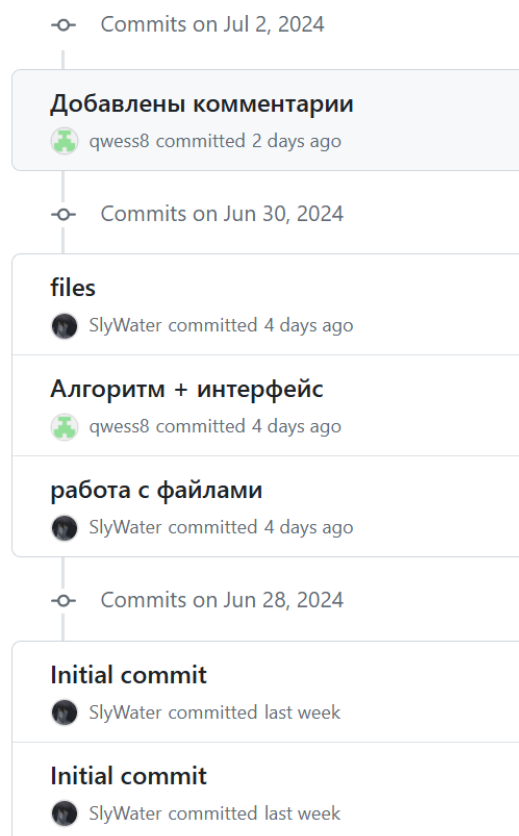 Commits on Jul 2, 2024
Добавлены комментарии
qwess8 committed 2 days ago
Commits on Jun 30, 2024
files
SlyWater committed 4 days ago
Алгоритм + интерфейс
qwess8 committed 4 days ago
работа с файлами
SlyWater committed 4 days ago
Commits on Jun 28, 2024
Initial commit
SlyWater committed last week
Initial commit
SlyWater committed last week